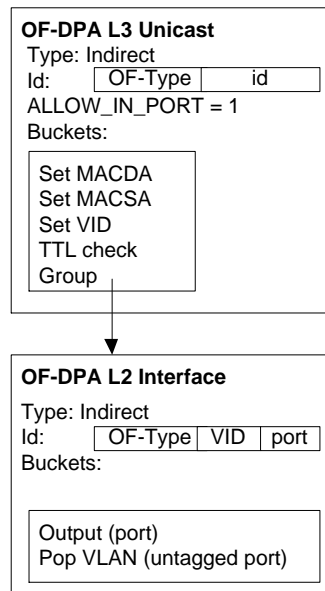 OF-DPA L3 Unicast
Type: Indirect
Id: OF-Type id
ALLOW_IN_PORT = 1
Buckets:
Set MACDA
Set MACSA
Set VID
TTL check
Group
OF-DPA L2 Interface
Type: Indirect
Id: OF-Type VID port
Buckets:
Output (port)
Pop VLAN (untagged port)